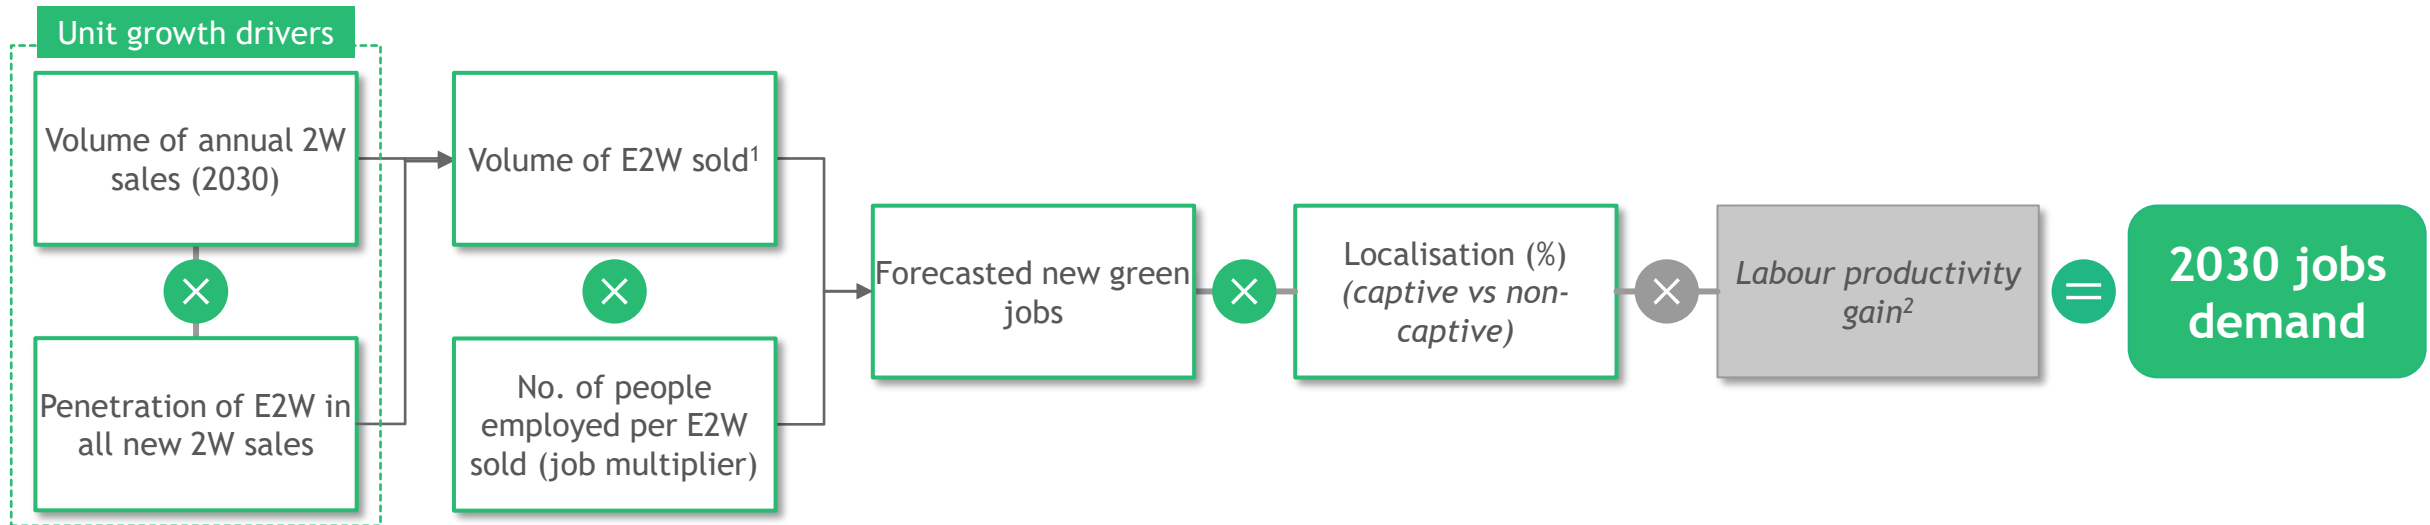 Unit growth drivers
Volume of annual 2W
sales (2030)
Penetration of E2W in
all new 2W sales
Volume of E2W sold¹
No. of people
employed per E2W
sold (job multiplier)
Forecasted new green
jobs
Localisation (%)
(captive vs non-
captive)
Labour productivity
gain²
2030 jobs
demand